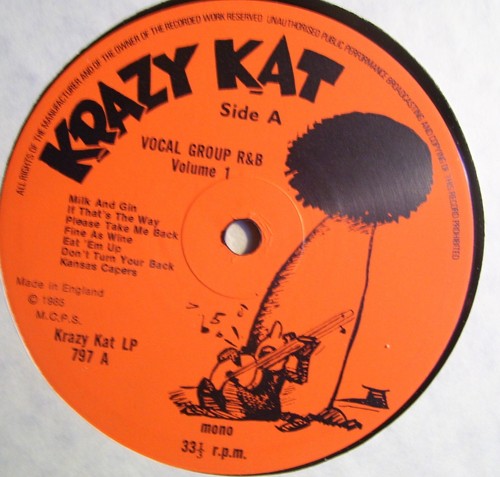 ALL RIGHTS OF THE MANUFACTURER AND OF THE OWNER OF THE RECORDED WORK RESERVED UNAUTHORISED PUBLIC PERFORMANCE BROADCASTING AND COPYING OF THIS RECORD PROHIBITED
KRAZY KAT
Side A
VOCAL GROUP R&B
Volume 1
Milk And Gin
If That's The Way
Please Take Me Back
Fine As Wine
Eat 'Em Up
Don't Turn Your Back
Kansas Capers
Made in England
© 1985
M.C.P.S.
Krazy Kat LP
797 A
mono
33⅓ r.p.m.